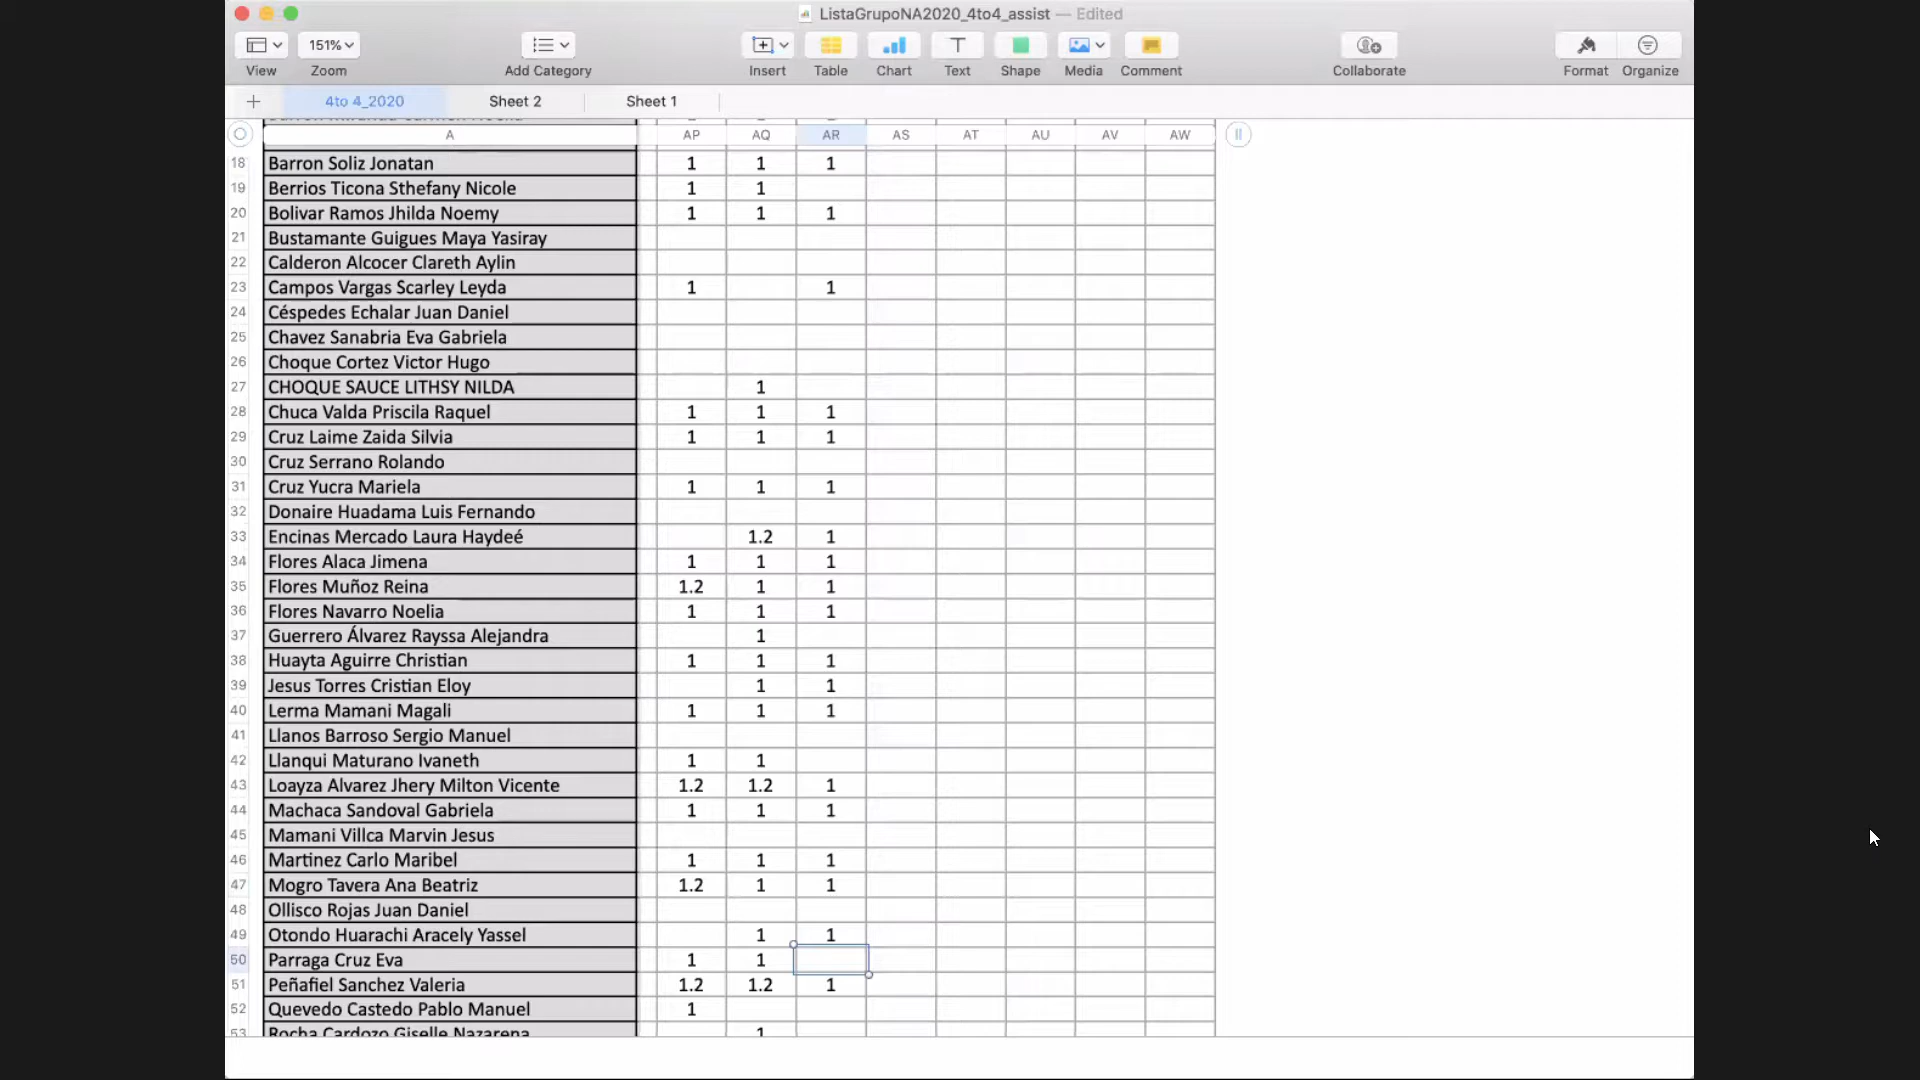 ListaGrupoNA2020_4to4_assist — Edited
151%
View Zoom Add Category Insert Table Chart Text Shape Media Comment Collaborate Format Organize
4to 4_2020 Sheet 2 Sheet 1
A AP AQ AR AS AT AU AV AW
18 Barron Soliz Jonatan 1 1 1
19 Berrios Ticona Sthefany Nicole 1 1
20 Bolivar Ramos Jhilda Noemy 1 1 1
21 Bustamante Guigues Maya Yasiray
22 Calderon Alcocer Clareth Aylin
23 Campos Vargas Scarley Leyda 1 1
24 Céspedes Echalar Juan Daniel
25 Chavez Sanabria Eva Gabriela
26 Choque Cortez Victor Hugo
27 CHOQUE SAUCE LITHSY NILDA 1
28 Chuca Valda Priscila Raquel 1 1 1
29 Cruz Laime Zaida Silvia 1 1 1
30 Cruz Serrano Rolando
31 Cruz Yucra Mariela 1 1 1
32 Donaire Huadama Luis Fernando
33 Encinas Mercado Laura Haydeé 1.2 1
34 Flores Alaca Jimena 1 1 1
35 Flores Muñoz Reina 1.2 1 1
36 Flores Navarro Noelia 1 1 1
37 Guerrero Álvarez Rayssa Alejandra 1
38 Huayta Aguirre Christian 1 1 1
39 Jesus Torres Cristian Eloy 1 1
40 Lerma Mamani Magali 1 1 1
41 Llanos Barroso Sergio Manuel
42 Llanqui Maturano Ivaneth 1 1
43 Loayza Alvarez Jhery Milton Vicente 1.2 1.2 1
44 Machaca Sandoval Gabriela 1 1 1
45 Mamani Villca Marvin Jesus
46 Martinez Carlo Maribel 1 1 1
47 Mogro Tavera Ana Beatriz 1.2 1 1
48 Ollisco Rojas Juan Daniel
49 Otondo Huarachi Aracely Yassel 1 1
50 Parraga Cruz Eva 1 1
51 Peñafiel Sanchez Valeria 1.2 1.2 1
52 Quevedo Castedo Pablo Manuel 1
53 Rocha Cardozo Giselle Nazarena 1